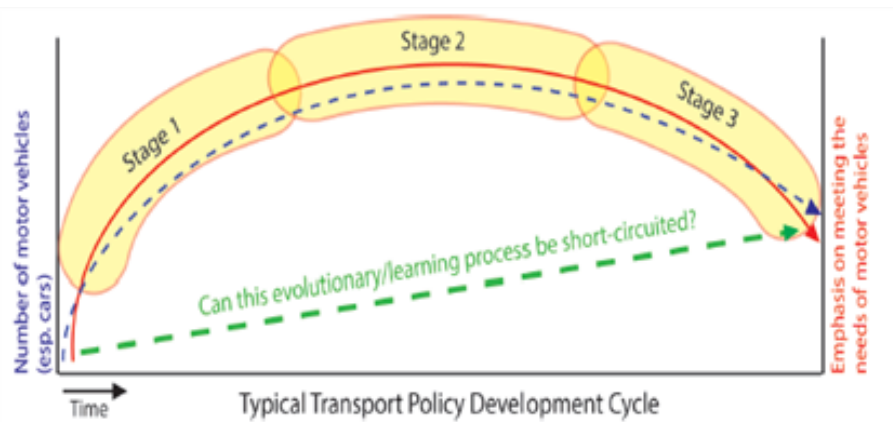 Stage 1
Stage 2
Stage 3
Number of motor vehicles
(esp. cars)
Can this evolutionary/learning process be short-circuited?
Emphasis on meeting the
needs of motor vehicles
Time
Typical Transport Policy Development Cycle